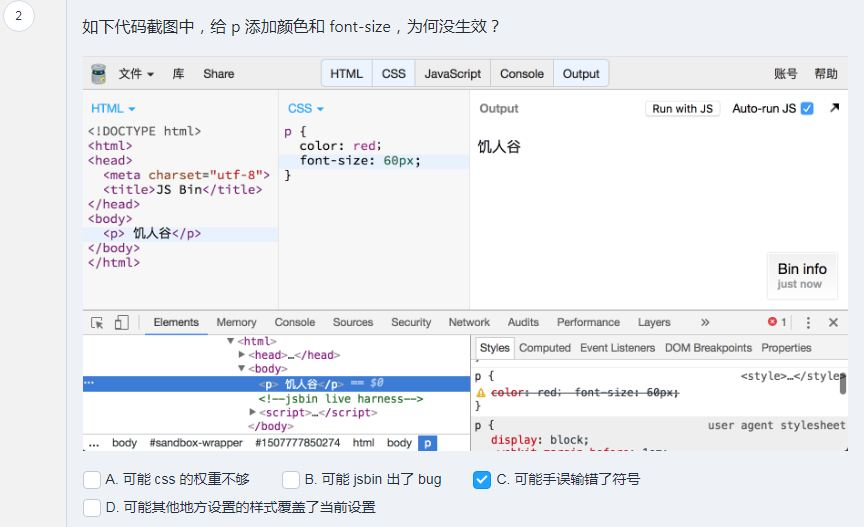 2
如下代码截图中，给 p 添加颜色和 font-size，为何没生效？
文件 库 Share HTML CSS JavaScript Console Output 账号 帮助
HTML CSS Output Run with JS Auto-run JS
<!DOCTYPE html>
<html>
<head>
<meta charset="utf-8">
<title>JS Bin</title>
</head>
<body>
<p> 饥人谷</p>
</body>
</html>
p {
color: red；
font-size: 60px;
}
饥人谷
Bin info
just now
Elements Memory Console Sources Security Network Audits Performance Layers » 1
<html>
<head>…</head>
<body>
<p> 饥人谷</p> == $0
<!--jsbin live harness-->
<script>…</script>
</body>
... body #sandbox-wrapper #1507777850274 html body p
Styles Computed Event Listeners DOM Breakpoints Properties
p { <style>…</style>
color: red； font-size: 60px;
}
p { user agent stylesheet
display: block;
A. 可能 css 的权重不够 B. 可能 jsbin 出了 bug C. 可能手误输错了符号
D. 可能其他地方设置的样式覆盖了当前设置